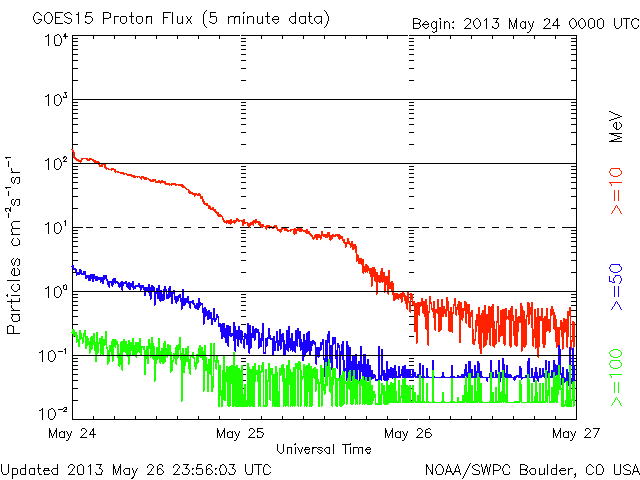 GOES15 Proton Flux (5 minute data)
Begin: 2013 May 24 0000 UTC
Particles cm⁻²s⁻¹sr⁻¹
10⁴
10³
10²
10
10⁰
10⁻¹
10⁻²
MeV
>=10
>=50
>=100
May 24
May 25
May 26
May 27
Universal Time
Updated 2013 May 26 23:56:03 UTC
NOAA/SWPC Boulder, CO USA